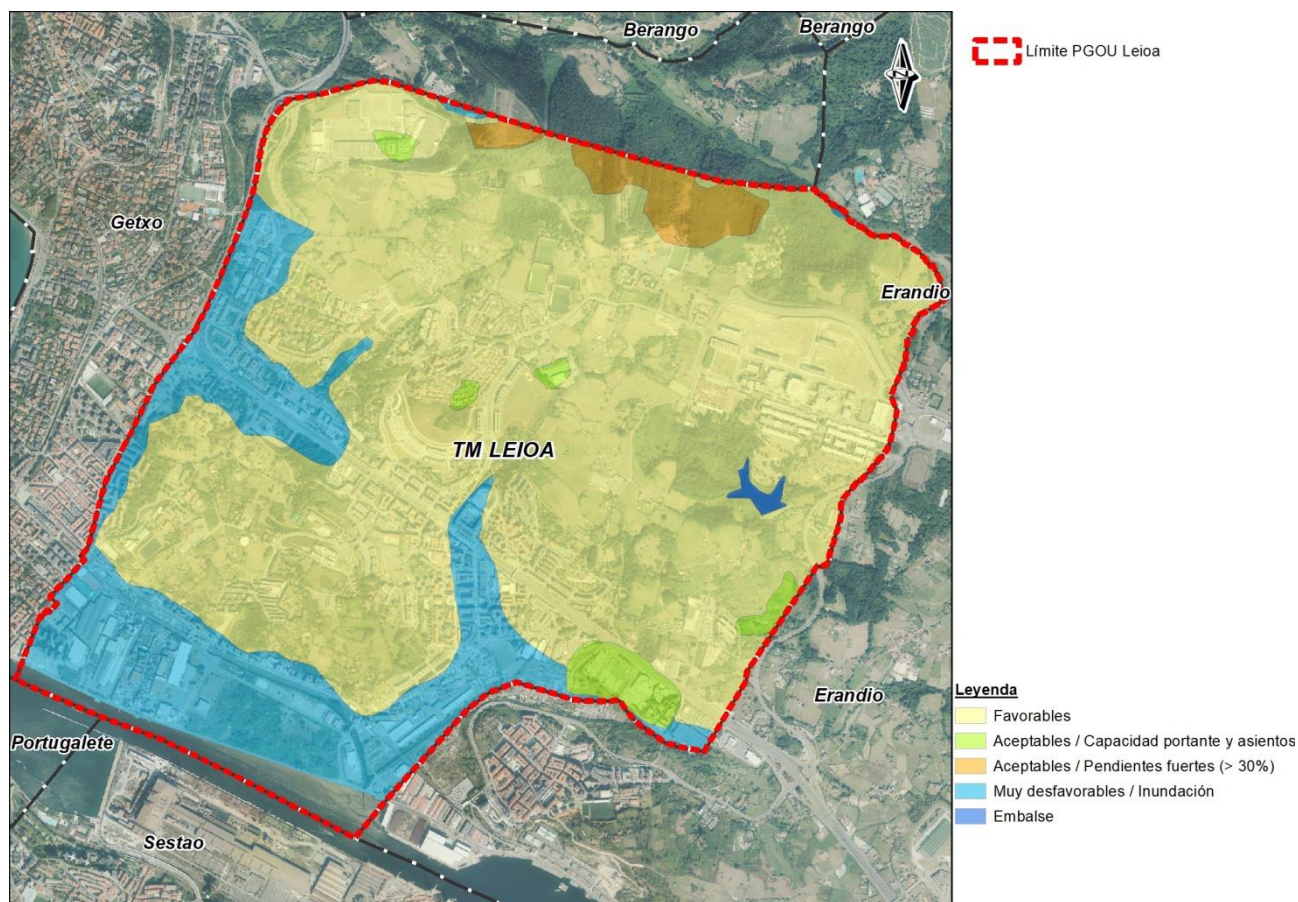 Berango
Berango
Límite PGOU Leioa
N
Getxo
Erandio
TM LEIOA
Erandio
Portugalete
Sestao
Leyenda
Favorables
Aceptables / Capacidad portante y asientos
Aceptables / Pendientes fuertes (> 30%)
Muy desfavorables / Inundación
Embalse